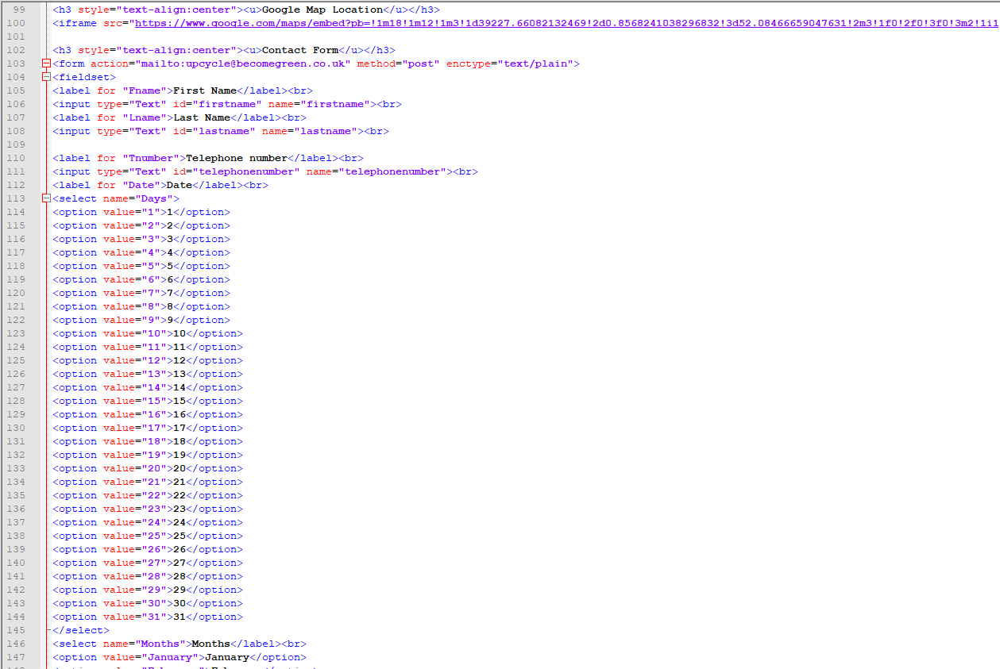 99 <h3 style="text-align:center"><u>Google Map Location</u></h3>
100 <iframe src="https://www.google.com/maps/embed?pb=!1m18!1m12!1m3!1d39227.66082132469!2d0.8568241038296832!3d52.08466659047631!2m3!1f0!2f0!3f0!3m2!1i1
101
102 <h3 style="text-align:center"><u>Contact Form</u></h3>
103 <form action="mailto:upcycle@becomegreen.co.uk" method="post" enctype="text/plain">
104 <fieldset>
105 <label for "Fname">First Name</label><br>
106 <input type="Text" id="firstname" name="firstname"><br>
107 <label for "Lname">Last Name</label><br>
108 <input type="Text" id="lastname" name="lastname"><br>
109
110 <label for "Tnumber">Telephone number</label><br>
111 <input type="Text" id="telephonenumber" name="telephonenumber"><br>
112 <label for "Date">Date</label><br>
113 <select name="Days">
114 <option value="1">1</option>
115 <option value="2">2</option>
116 <option value="3">3</option>
117 <option value="4">4</option>
118 <option value="5">5</option>
119 <option value="6">6</option>
120 <option value="7">7</option>
121 <option value="8">8</option>
122 <option value="9">9</option>
123 <option value="10">10</option>
124 <option value="11">11</option>
125 <option value="12">12</option>
126 <option value="13">13</option>
127 <option value="14">14</option>
128 <option value="15">15</option>
129 <option value="16">16</option>
130 <option value="17">17</option>
131 <option value="18">18</option>
132 <option value="19">19</option>
133 <option value="20">20</option>
134 <option value="21">21</option>
135 <option value="22">22</option>
136 <option value="23">23</option>
137 <option value="24">24</option>
138 <option value="25">25</option>
139 <option value="26">26</option>
140 <option value="27">27</option>
141 <option value="28">28</option>
142 <option value="29">29</option>
143 <option value="30">30</option>
144 <option value="31">31</option>
145 </select>
146 <select name="Months">Months</label><br>
147 <option value="January">January</option>